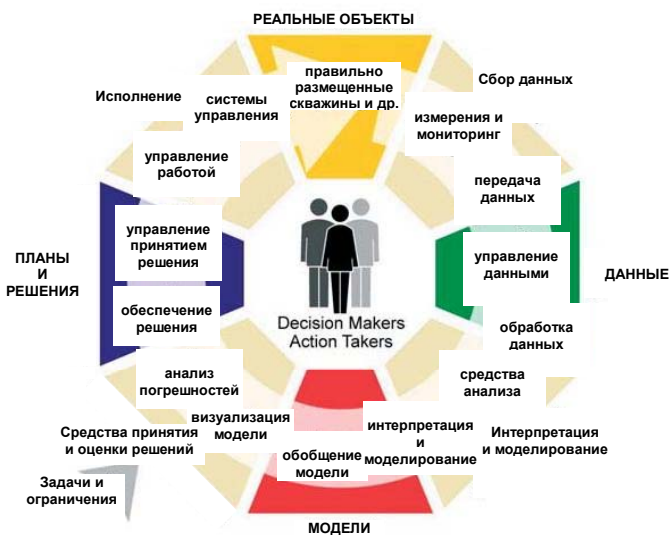 РЕАЛЬНЫЕ ОБЪЕКТЫ
правильно
размещенные
скважины и др.
Сбор данных
Исполнение
системы
управления
измерения и
мониторинг
управление
работой
передача
данных
управление
принятием
решения
управление
данными
ПЛАНЫ
И
РЕШЕНИЯ
ДАННЫЕ
обеспечение
решения
Decision Makers
Action Takers
обработка
данных
анализ
погрешностей
средства
анализа
визуализация
модели
интерпретация
и
моделирование
обобщение
модели
Средства принятия
и оценки решений
Интерпретация
и моделирование
Задачи и
ограничения
МОДЕЛИ